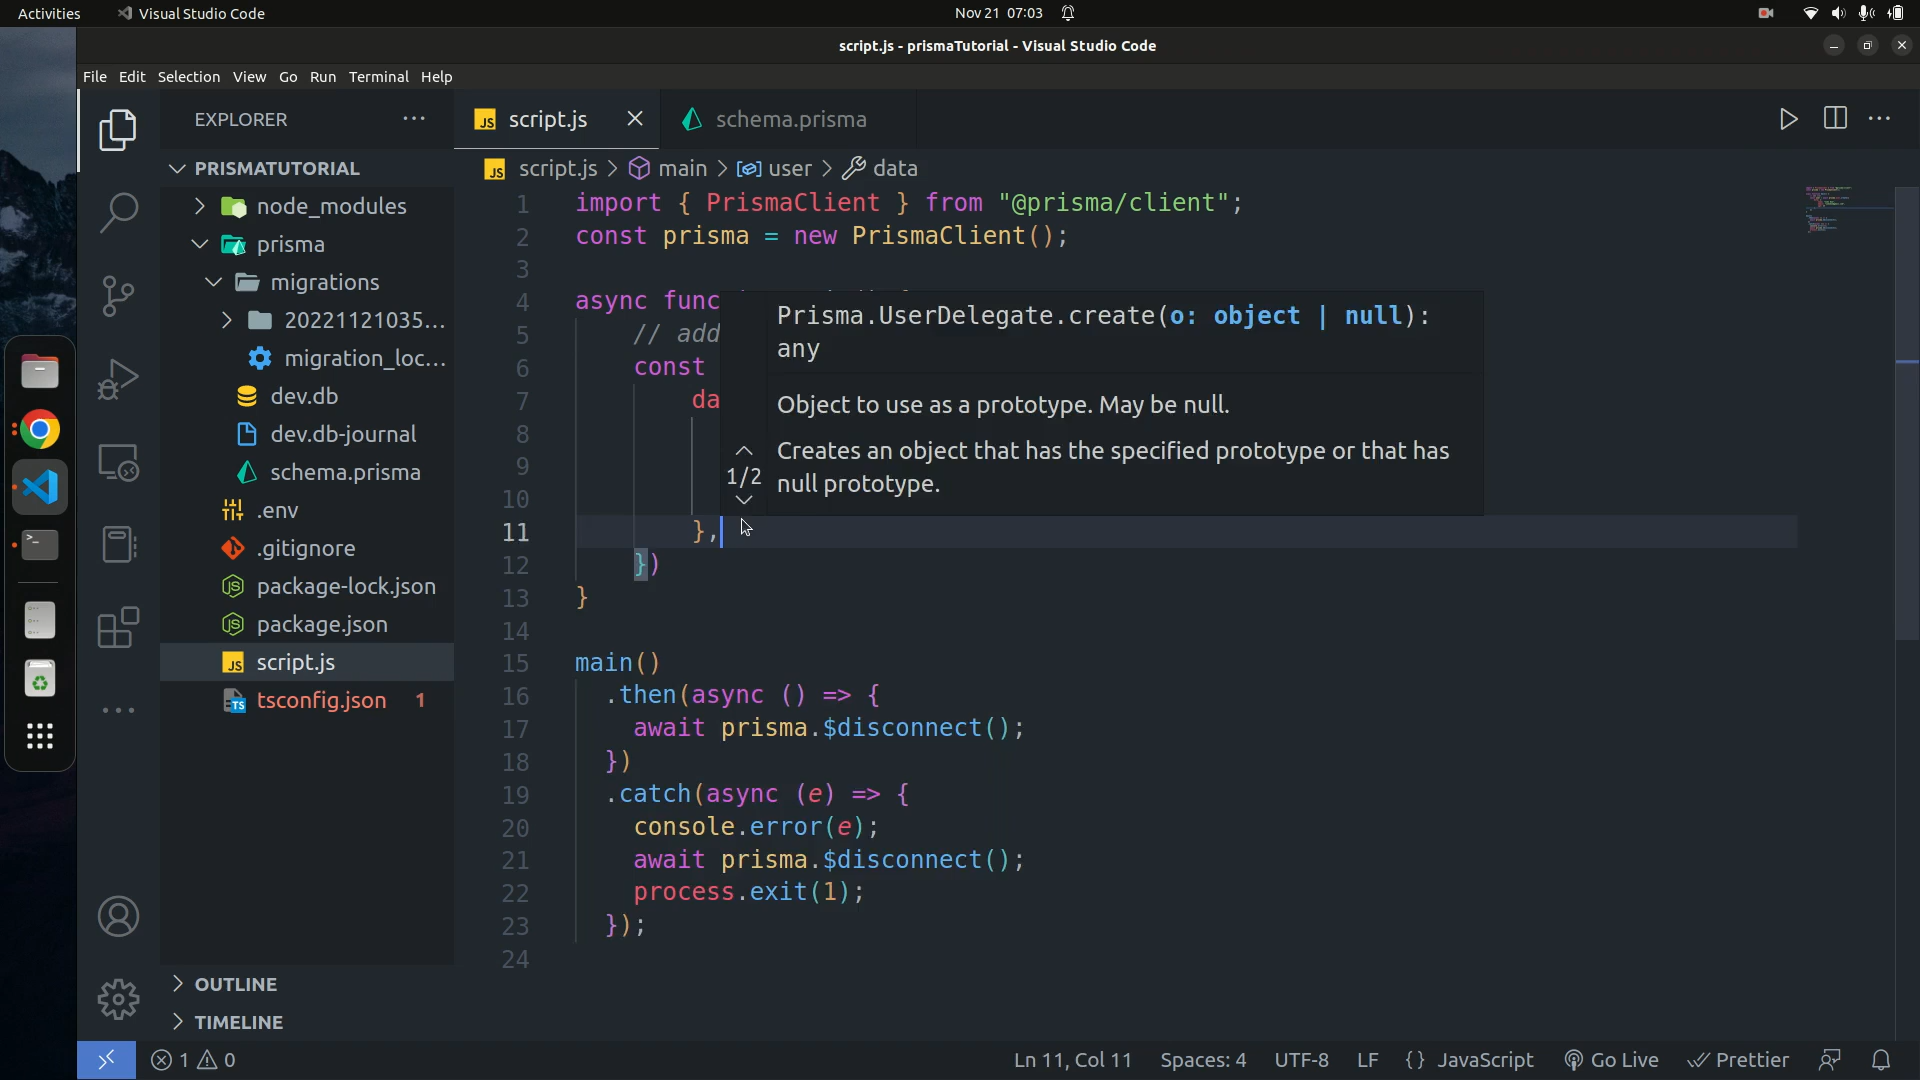 Activities
Visual Studio Code
Nov 21 07:03
script.js - prismaTutorial - Visual Studio Code
File Edit Selection View Go Run Terminal Help
EXPLORER
script.js
schema.prisma
PRISMATUTORIAL
node_modules
prisma
migrations
20221121035...
migration_loc...
dev.db
dev.db-journal
schema.prisma
.env
.gitignore
package-lock.json
package.json
script.js
tsconfig.json 1
OUTLINE
TIMELINE
script.js > main > user > data
1 import { PrismaClient } from "@prisma/client";
2 const prisma = new PrismaClient();
3
4 async func
5 // add
6 const
7 da
8
9
10
11 },
12 })
13 }
14
15 main()
16 .then(async () => {
17 await prisma.$disconnect();
18 })
19 .catch(async (e) => {
20 console.error(e);
21 await prisma.$disconnect();
22 process.exit(1);
23 });
24
Prisma.UserDelegate.create(o: object | null):
any
Object to use as a prototype. May be null.
1/2
Creates an object that has the specified prototype or that has
null prototype.
1 0
Ln 11, Col 11 Spaces: 4 UTF-8 LF {} JavaScript Go Live Prettier